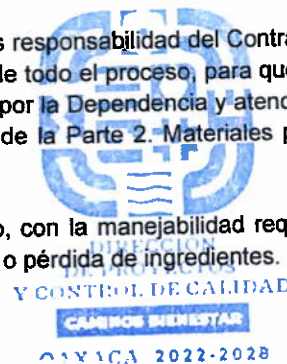 s responsabilidad del Contra
de todo el proceso, para que
por la Dependencia y atend
de la Parte 2. Materiales p
o, con la manejabilidad req
DIRECCIÓN
o pérdida de ingredientes.
DE PROYECTOS
Y CONTROL DE CALIDAD
CAMINOS BIENESTAR
OAXACA 2022-2028